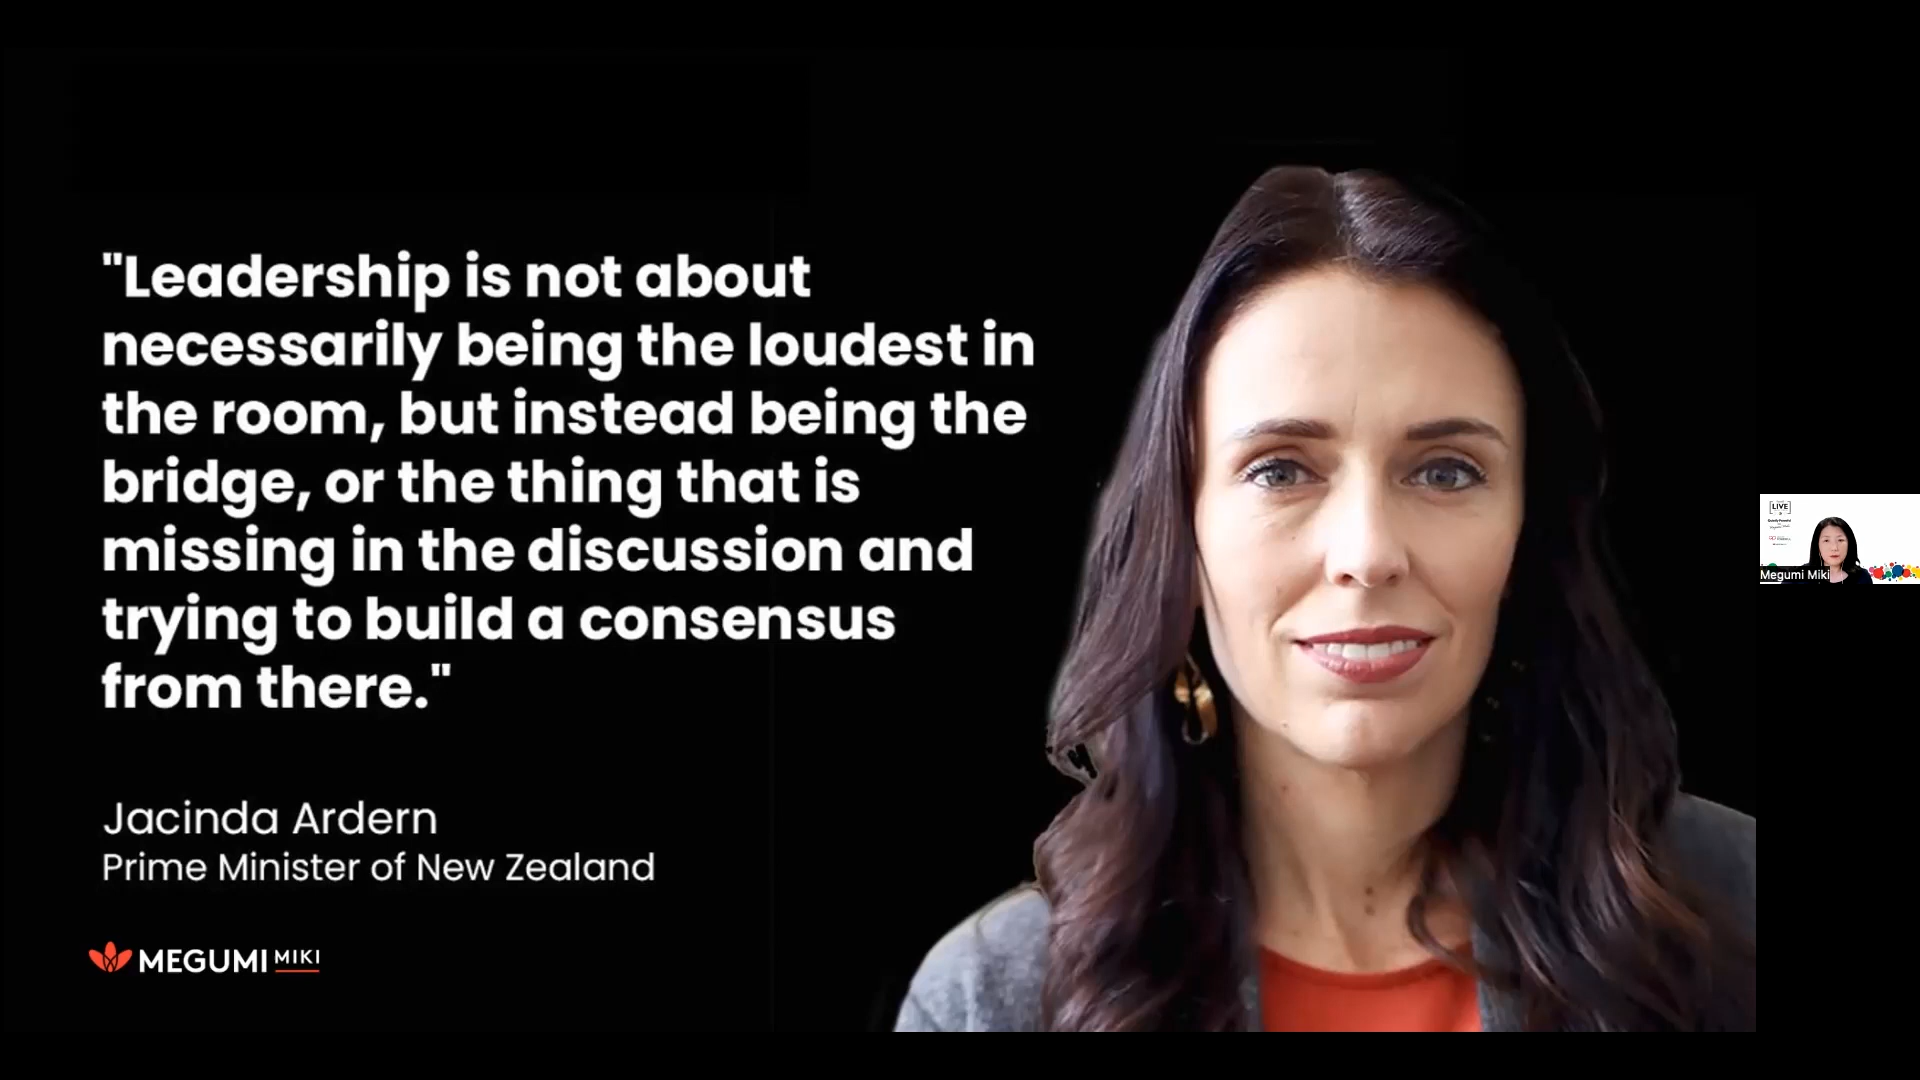 "Leadership is not about
necessarily being the loudest in
the room, but instead being the
bridge, or the thing that is
missing in the discussion and
trying to build a consensus
from there."
Jacinda Ardern
Prime Minister of New Zealand
MEGUMI MIKI
LIVE
Megumi Miki